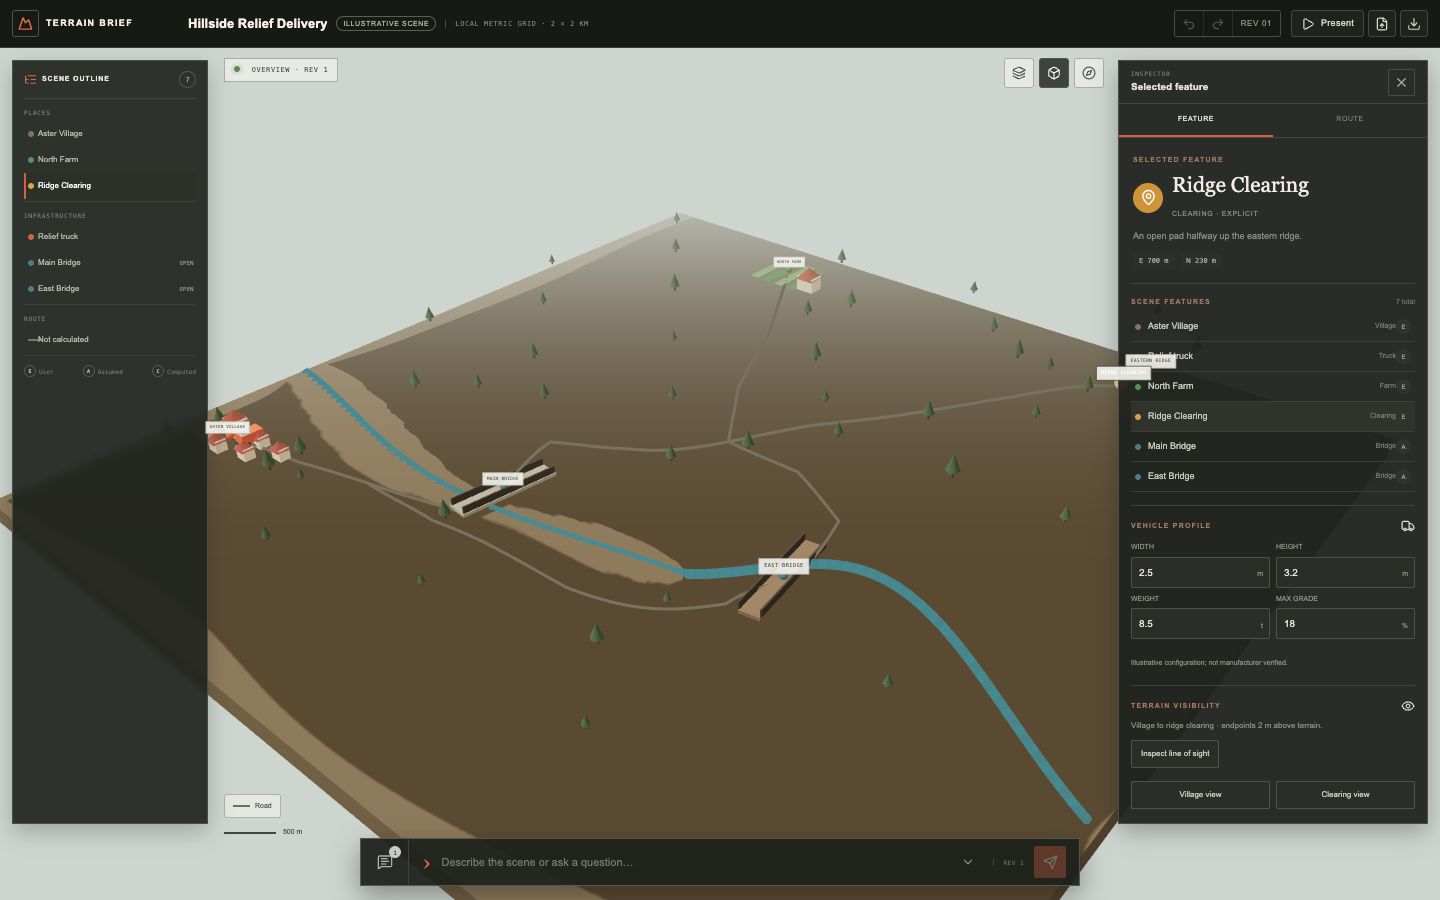 TERRAIN BRIEF
Hillside Relief Delivery
ILLUSTRATIVE SCENE
LOCAL METRIC GRID · 2 × 2 KM
REV 01
Present
SCENE OUTLINE
7
PLACES
Aster Village
North Farm
Ridge Clearing
INFRASTRUCTURE
Relief truck
Main Bridge OPEN
East Bridge OPEN
ROUTE
Not calculated
E User A Assumed C Computed
OVERVIEW · REV 1
NORTH FARM
EASTERN RIDGE
RIDGE CLEARING
ASTER VILLAGE
MAIN BRIDGE
EAST BRIDGE
Road
500 m
1
Describe the scene or ask a question…
REV 1
INSPECTOR
Selected feature
FEATURE ROUTE
SELECTED FEATURE
Ridge Clearing
CLEARING · EXPLICIT
An open pad halfway up the eastern ridge.
E 700 m N 230 m
SCENE FEATURES 7 total
Aster Village Village E
Relief truck Truck E
North Farm Farm E
Ridge Clearing Clearing E
Main Bridge Bridge A
East Bridge Bridge A
VEHICLE PROFILE
WIDTH HEIGHT
2.5 m 3.2 m
WEIGHT MAX GRADE
8.5 t 18 %
Illustrative configuration; not manufacturer verified.
TERRAIN VISIBILITY
Village to ridge clearing · endpoints 2 m above terrain.
Inspect line of sight
Village view Clearing view